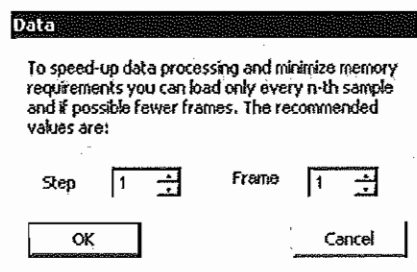 Data
To speed-up data processing and minimize memory
requirements you can load only every n-th sample
and if possible fewer frames. The recommended
values are:
Step 1 Frame 1
OK Cancel